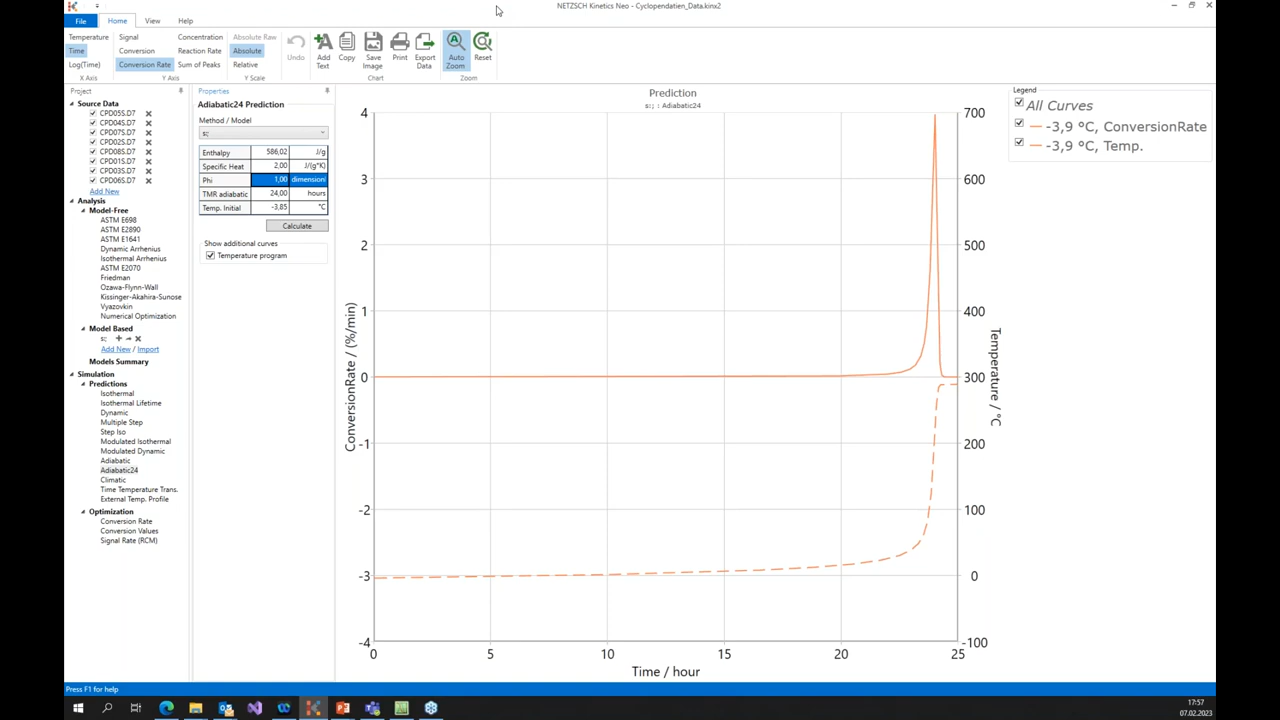 NETZSCH Kinetics Neo - Cyclopendatien_Data.kinx2
File Home View Help
Temperature Signal Concentration Absolute Raw
Time Conversion Reaction Rate Absolute
Log(Time) Conversion Rate Sum of Peaks Relative
Undo Add Text Copy Save Image Print Export Data Auto Zoom Reset
X Axis Y Axis Y Scale Chart Zoom
Project
Source Data
CPD05S.D7
CPD04S.D7
CPD07S.D7
CPD02S.D7
CPD08S.D7
CPD01S.D7
CPD03S.D7
CPD06S.D7
Add New
Analysis
Model-Free
ASTM E698
ASTM E2890
ASTM E1641
Dynamic Arrhenius
Isothermal Arrhenius
ASTM E2070
Friedman
Ozawa-Flynn-Wall
Kissinger-Akahira-Sunose
Vyazovkin
Numerical Optimization
Model Based
s:;
Add New / Import
Models Summary
Simulation
Predictions
Isothermal
Isothermal Lifetime
Dynamic
Multiple Step
Step Iso
Modulated Isothermal
Modulated Dynamic
Adiabatic
Adiabatic24
Climatic
Time Temperature Trans.
External Temp. Profile
Optimization
Conversion Rate
Conversion Values
Signal Rate (RCM)
Properties
Adiabatic24 Prediction
Method / Model
s:;
Enthalpy 586,02 J/g
Specific Heat 2,00 J/(g*K)
Phi 1,00 dimensionl
TMR adiabatic 24,00 hours
Temp. Initial -3,85 °C
Calculate
Show additional curves
Temperature program
Prediction
s:; : Adiabatic24
4
3
2
1
0
-1
-2
-3
-4
ConversionRate / (%/min)
0 5 10 15 20 25
Time / hour
700
600
500
400
300
200
100
0
-100
Temperature / °C
Legend
All Curves
-3,9 °C, ConversionRate
-3,9 °C, Temp.
Press F1 for help
17:57
07.02.2023